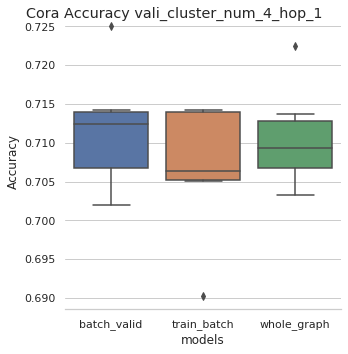 Cora Accuracy vali_cluster_num_4_hop_1
0.725
0.720
0.715
0.710
0.705
0.700
0.695
0.690
Accuracy
batch_valid train_batch whole_graph
models